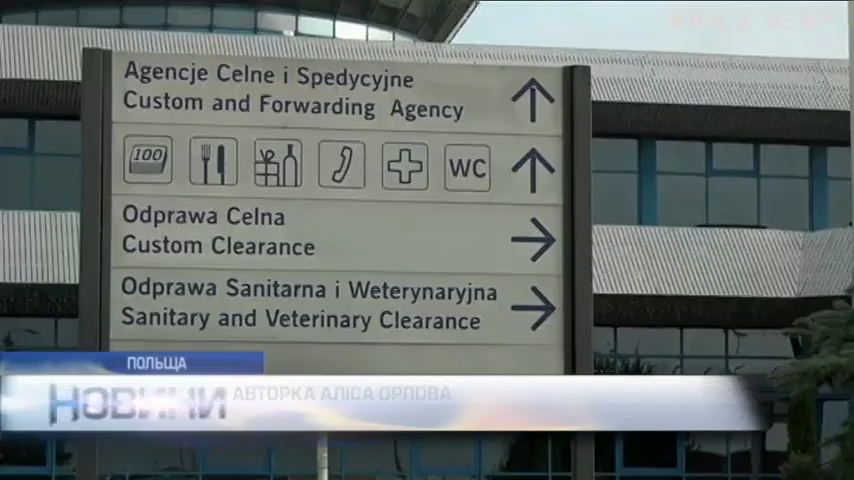 Agencje Celne i Spedycyjne
Custom and Forwarding Agency
100
WC
Odprawa Celna
Custom Clearance
Odprawa Sanitarna i Weterynaryjna
Sanitary and Veterinary Clearance
ПОЛЬЩА
НОВИНИ
АВТОРКА АЛІСА ОРЛОВА